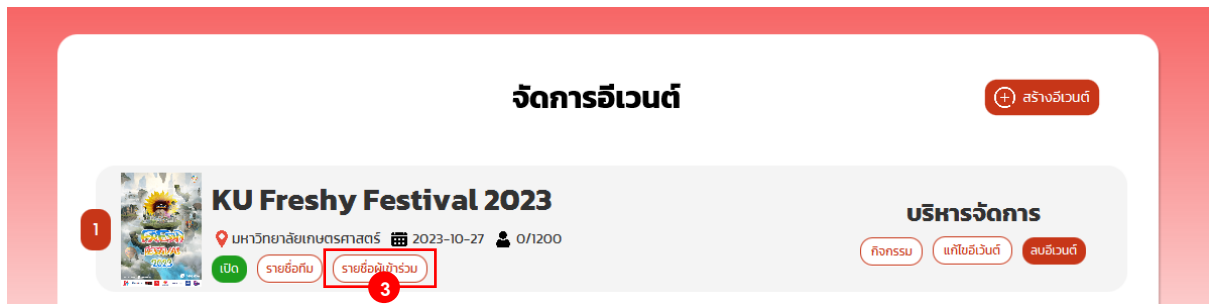 จัดการอีเวนต์
สร้างอีเวนต์
1
KU Freshy Festival 2023
มหาวิทยาลัยเกษตรศาสตร์ 2023-10-27 0/1200
เปิด รายชื่อทีม รายชื่อผู้เข้าร่วม
3
บริหารจัดการ
กิจกรรม แก้ไขอีเว้นต์ ลบอีเวนต์